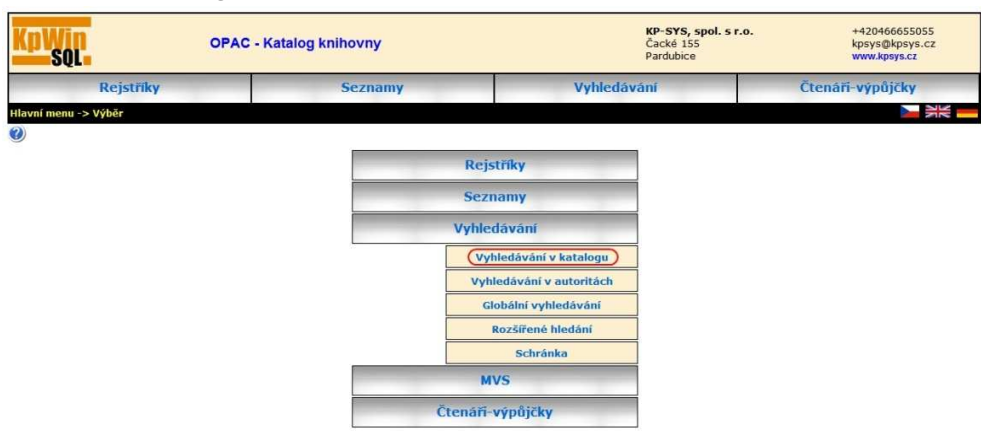 KpWin
SQL
OPAC - Katalog knihovny
KP-SYS, spol. s r.o.
Čacké 155
Pardubice
+420466655055
kpsys@kpsys.cz
www.kpsys.cz
Rejstříky Seznamy Vyhledávání Čtenáři-výpůjčky
Hlavní menu -> Výběr
?
Rejstříky
Seznamy
Vyhledávání
Vyhledávání v katalogu
Vyhledávání v autoritách
Globální vyhledávání
Rozšířené hledání
Schránka
MVS
Čtenáři-výpůjčky